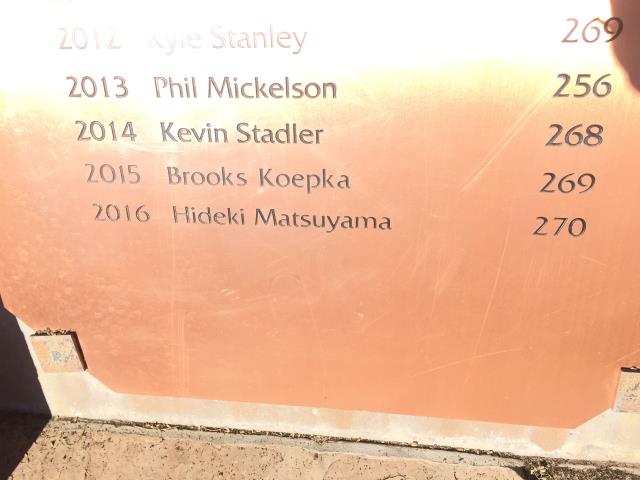 2012 Kyle Stanley 269
2013 Phil Mickelson 256
2014 Kevin Stadler 268
2015 Brooks Koepka 269
2016 Hideki Matsuyama 270